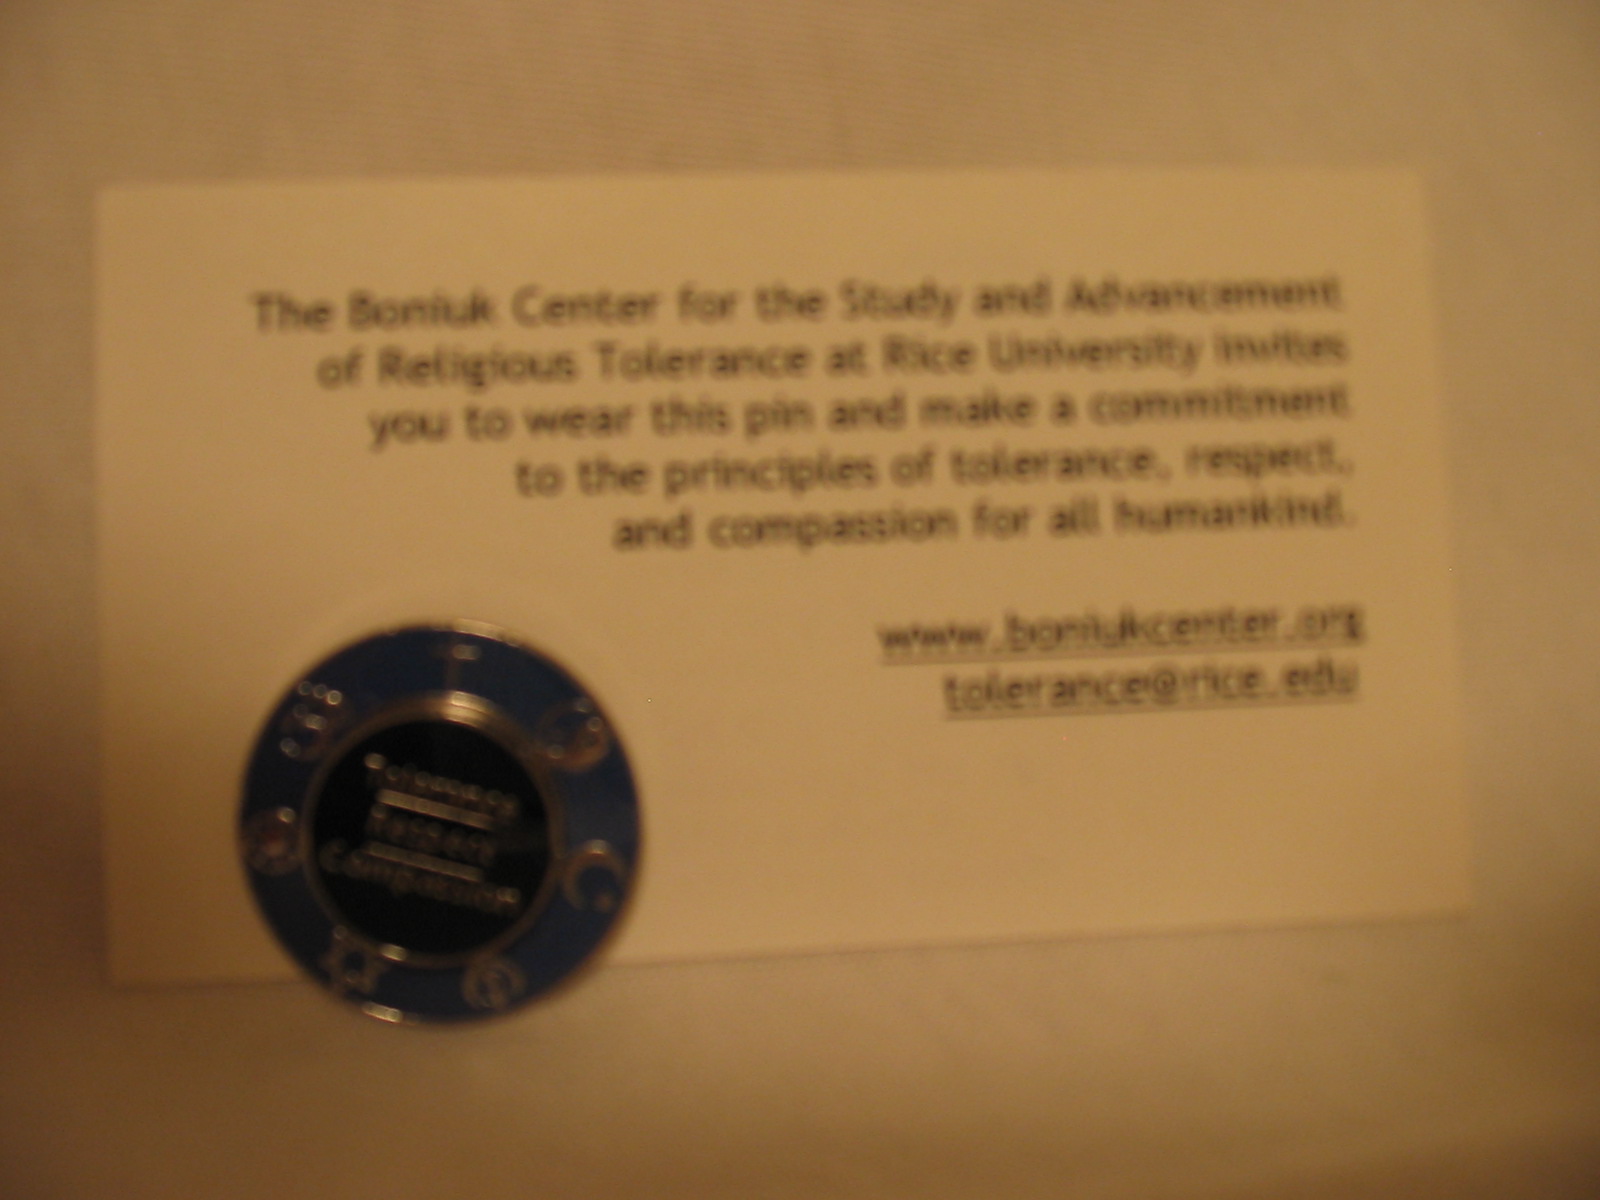 The Boniuk Center for the Study and Advancement
of Religious Tolerance at Rice University invites
you to wear this pin and make a commitment
to the principles of tolerance, respect,
and compassion for all humankind.
www.boniukcenter.org
tolerance@rice.edu
Tolerance
Respect
Compassion